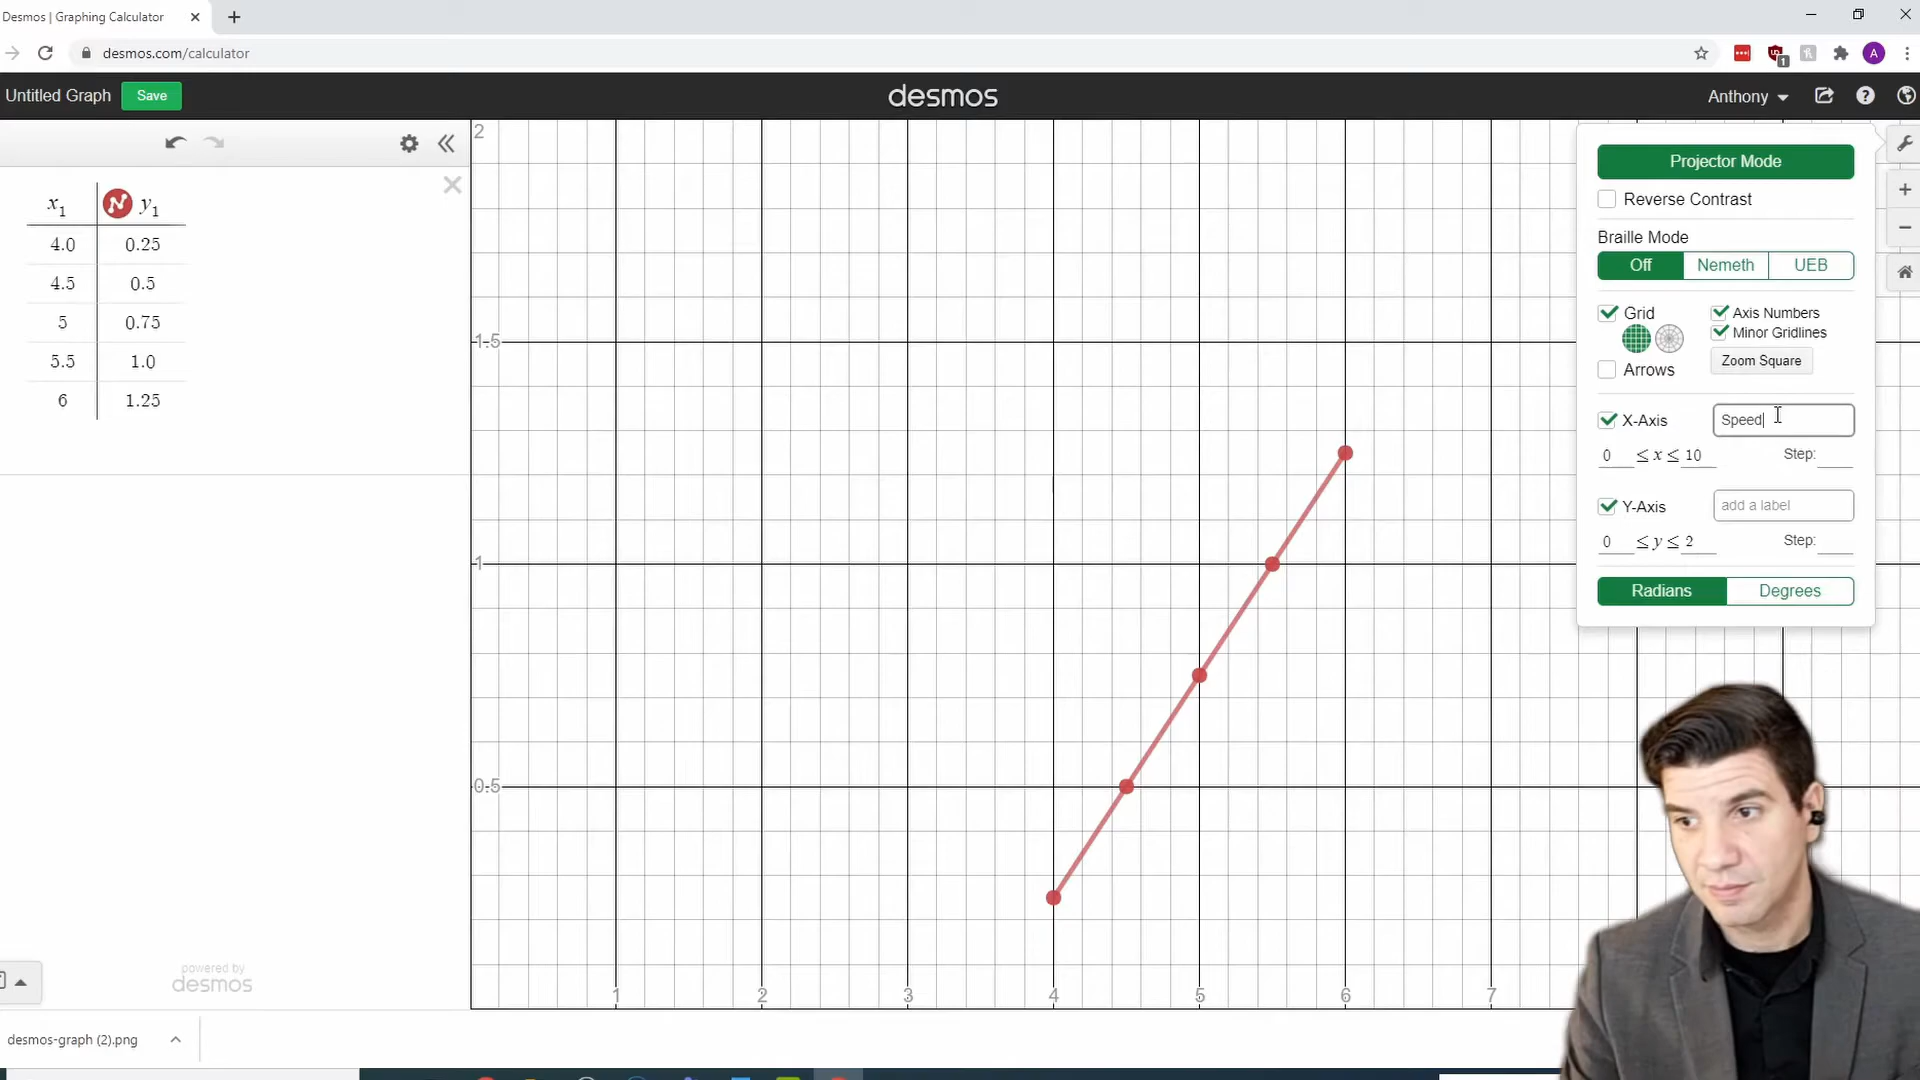 Desmos | Graphing Calculator
desmos.com/calculator
1
A
Untitled Graph
Save
desmos
Anthony
x1 y1
4.0 0.25
4.5 0.5
5 0.75
5.5 1.0
6 1.25
powered by
desmos
2
1.5
1
0.5
1 2 3 4 5 6 7
Projector Mode
Reverse Contrast
Braille Mode
Off Nemeth UEB
Grid
Axis Numbers
Minor Gridlines
Zoom Square
Arrows
X-Axis Speed
0 ≤ x ≤ 10 Step:
Y-Axis add a label
0 ≤ y ≤ 2 Step:
Radians Degrees
desmos-graph (2).png